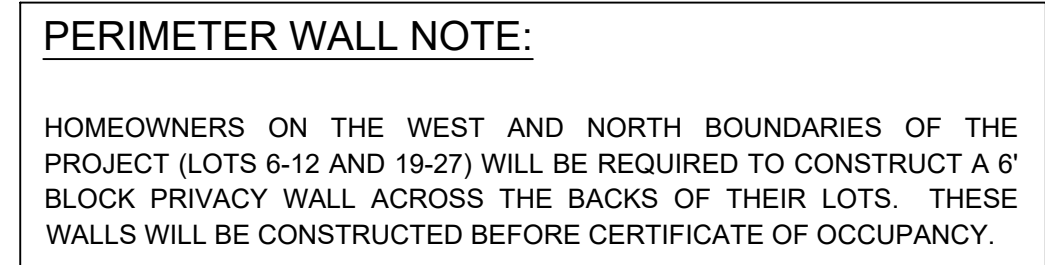 PERIMETER WALL NOTE:
HOMEOWNERS ON THE WEST AND NORTH BOUNDARIES OF THE
PROJECT (LOTS 6-12 AND 19-27) WILL BE REQUIRED TO CONSTRUCT A 6'
BLOCK PRIVACY WALL ACROSS THE BACKS OF THEIR LOTS. THESE
WALLS WILL BE CONSTRUCTED BEFORE CERTIFICATE OF OCCUPANCY.